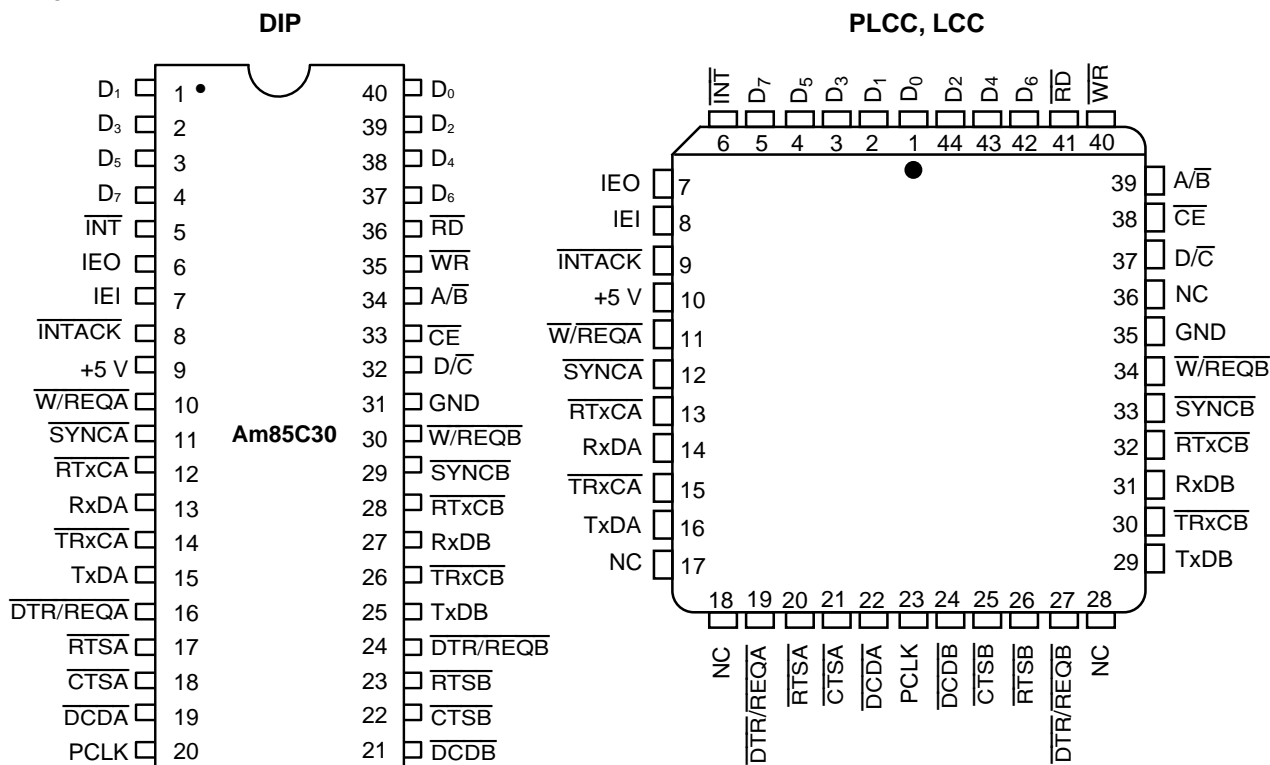 DIP
D₁ 1 40 D₀
D₃ 2 39 D₂
D₅ 3 38 D₄
D₇ 4 37 D₆
INT 5 36 RD
IEO 6 35 WR
IEI 7 34 A/B
INTACK 8 33 CE
+5 V 9 32 D/C
W/REQA 10 31 GND
SYNCA 11 Am85C30 30 W/REQB
RTxCA 12 29 SYNCB
RxDA 13 28 RTxCB
TRxCA 14 27 RxDB
TxDA 15 26 TRxCB
DTR/REQA 16 25 TxDB
RTSA 17 24 DTR/REQB
CTSA 18 23 RTSB
DCDA 19 22 CTSB
PCLK 20 21 DCDB
PLCC, LCC
INT D7 D5 D3 D1 D0 D2 D4 D6 RD WR
6 5 4 3 2 1 44 43 42 41 40
IEO 7 39 A/B
IEI 8 38 CE
INTACK 9 37 D/C
+5 V 10 36 NC
W/REQA 11 35 GND
SYNCA 12 34 W/REQB
RTxCA 13 33 SYNCB
RxDA 14 32 RTxCB
TRxCA 15 31 RxDB
TxDA 16 30 TRxCB
NC 17 29 TxDB
18 19 20 21 22 23 24 25 26 27 28
NC DTR/REQA RTSA CTSA DCDA PCLK DCDB CTSB RTSB DTR/REQB NC